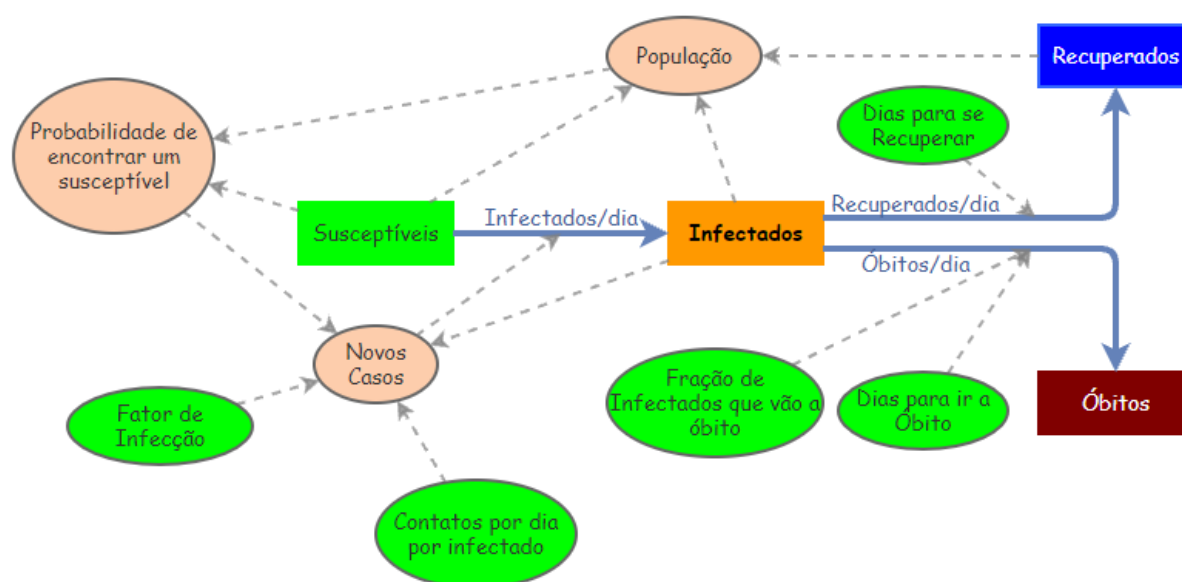 População
Recuperados
Probabilidade de
encontrar um
susceptível
Dias para se
Recuperar
Susceptíveis
Infectados/dia
Infectados
Recuperados/dia
Óbitos/dia
Novos
Casos
Fator de
Infecção
Fração de
Infectados que vão a
óbito
Dias para ir a
Óbito
Óbitos
Contatos por dia
por infectado